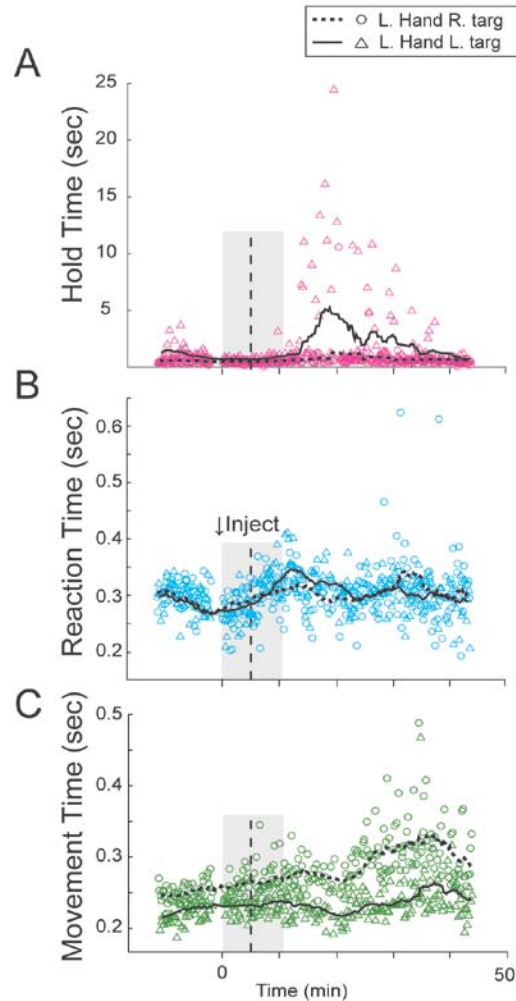 L. Hand R. targ
L. Hand L. targ
A
Hold Time (sec)
25
20
15
10
5
B
Reaction Time (sec)
0.6
0.5
0.4
0.3
0.2
↓Inject
C
Movement Time (sec)
0.5
0.4
0.3
0.2
0
50
Time (min)